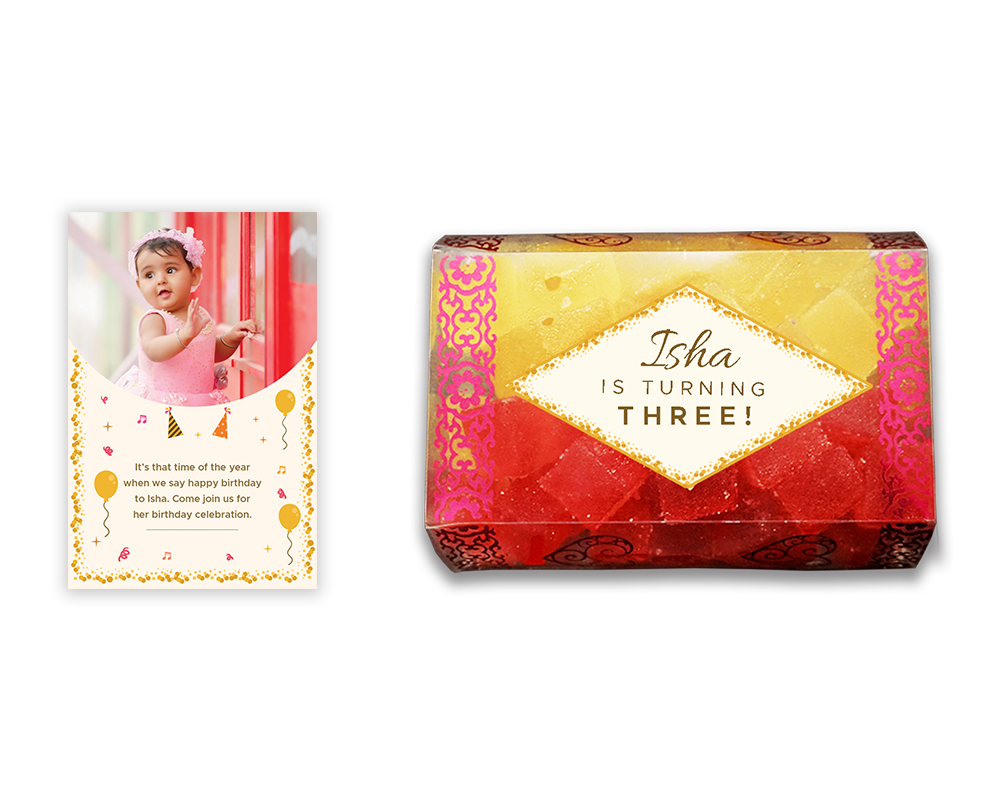 It's that time of the year
when we say happy birthday
to Isha. Come join us for
her birthday celebration.
Isha
IS TURNING
THREE!